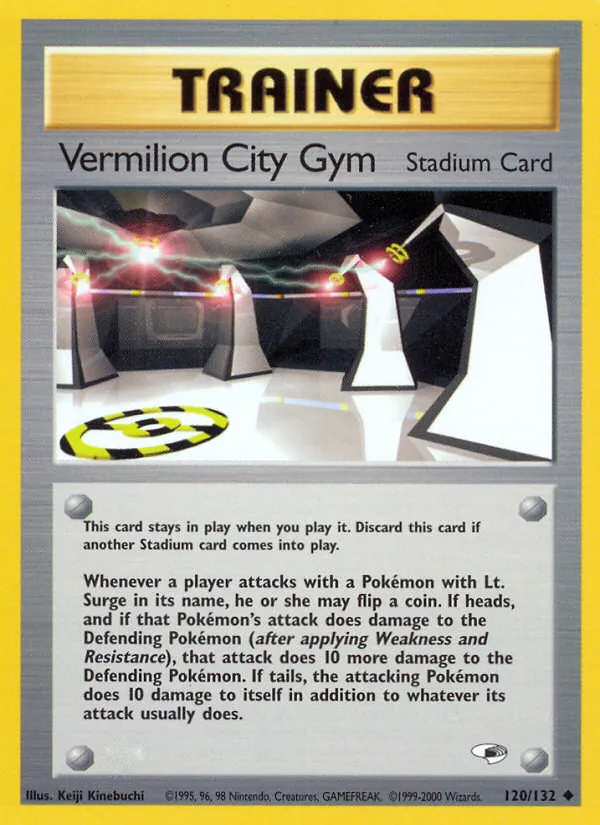 TRAINER
Vermilion City Gym Stadium Card
This card stays in play when you play it. Discard this card if
another Stadium card comes into play.
Whenever a player attacks with a Pokémon with Lt.
Surge in its name, he or she may flip a coin. If heads,
and if that Pokémon's attack does damage to the
Defending Pokémon (after applying Weakness and
Resistance), that attack does 10 more damage to the
Defending Pokémon. If tails, the attacking Pokémon
does 10 damage to itself in addition to whatever its
attack usually does.
Illus. Keiji Kinebuchi ©1995, 96, 98 Nintendo, Creatures, GAMEFREAK. ©1999-2000 Wizards. 120/132 ◆